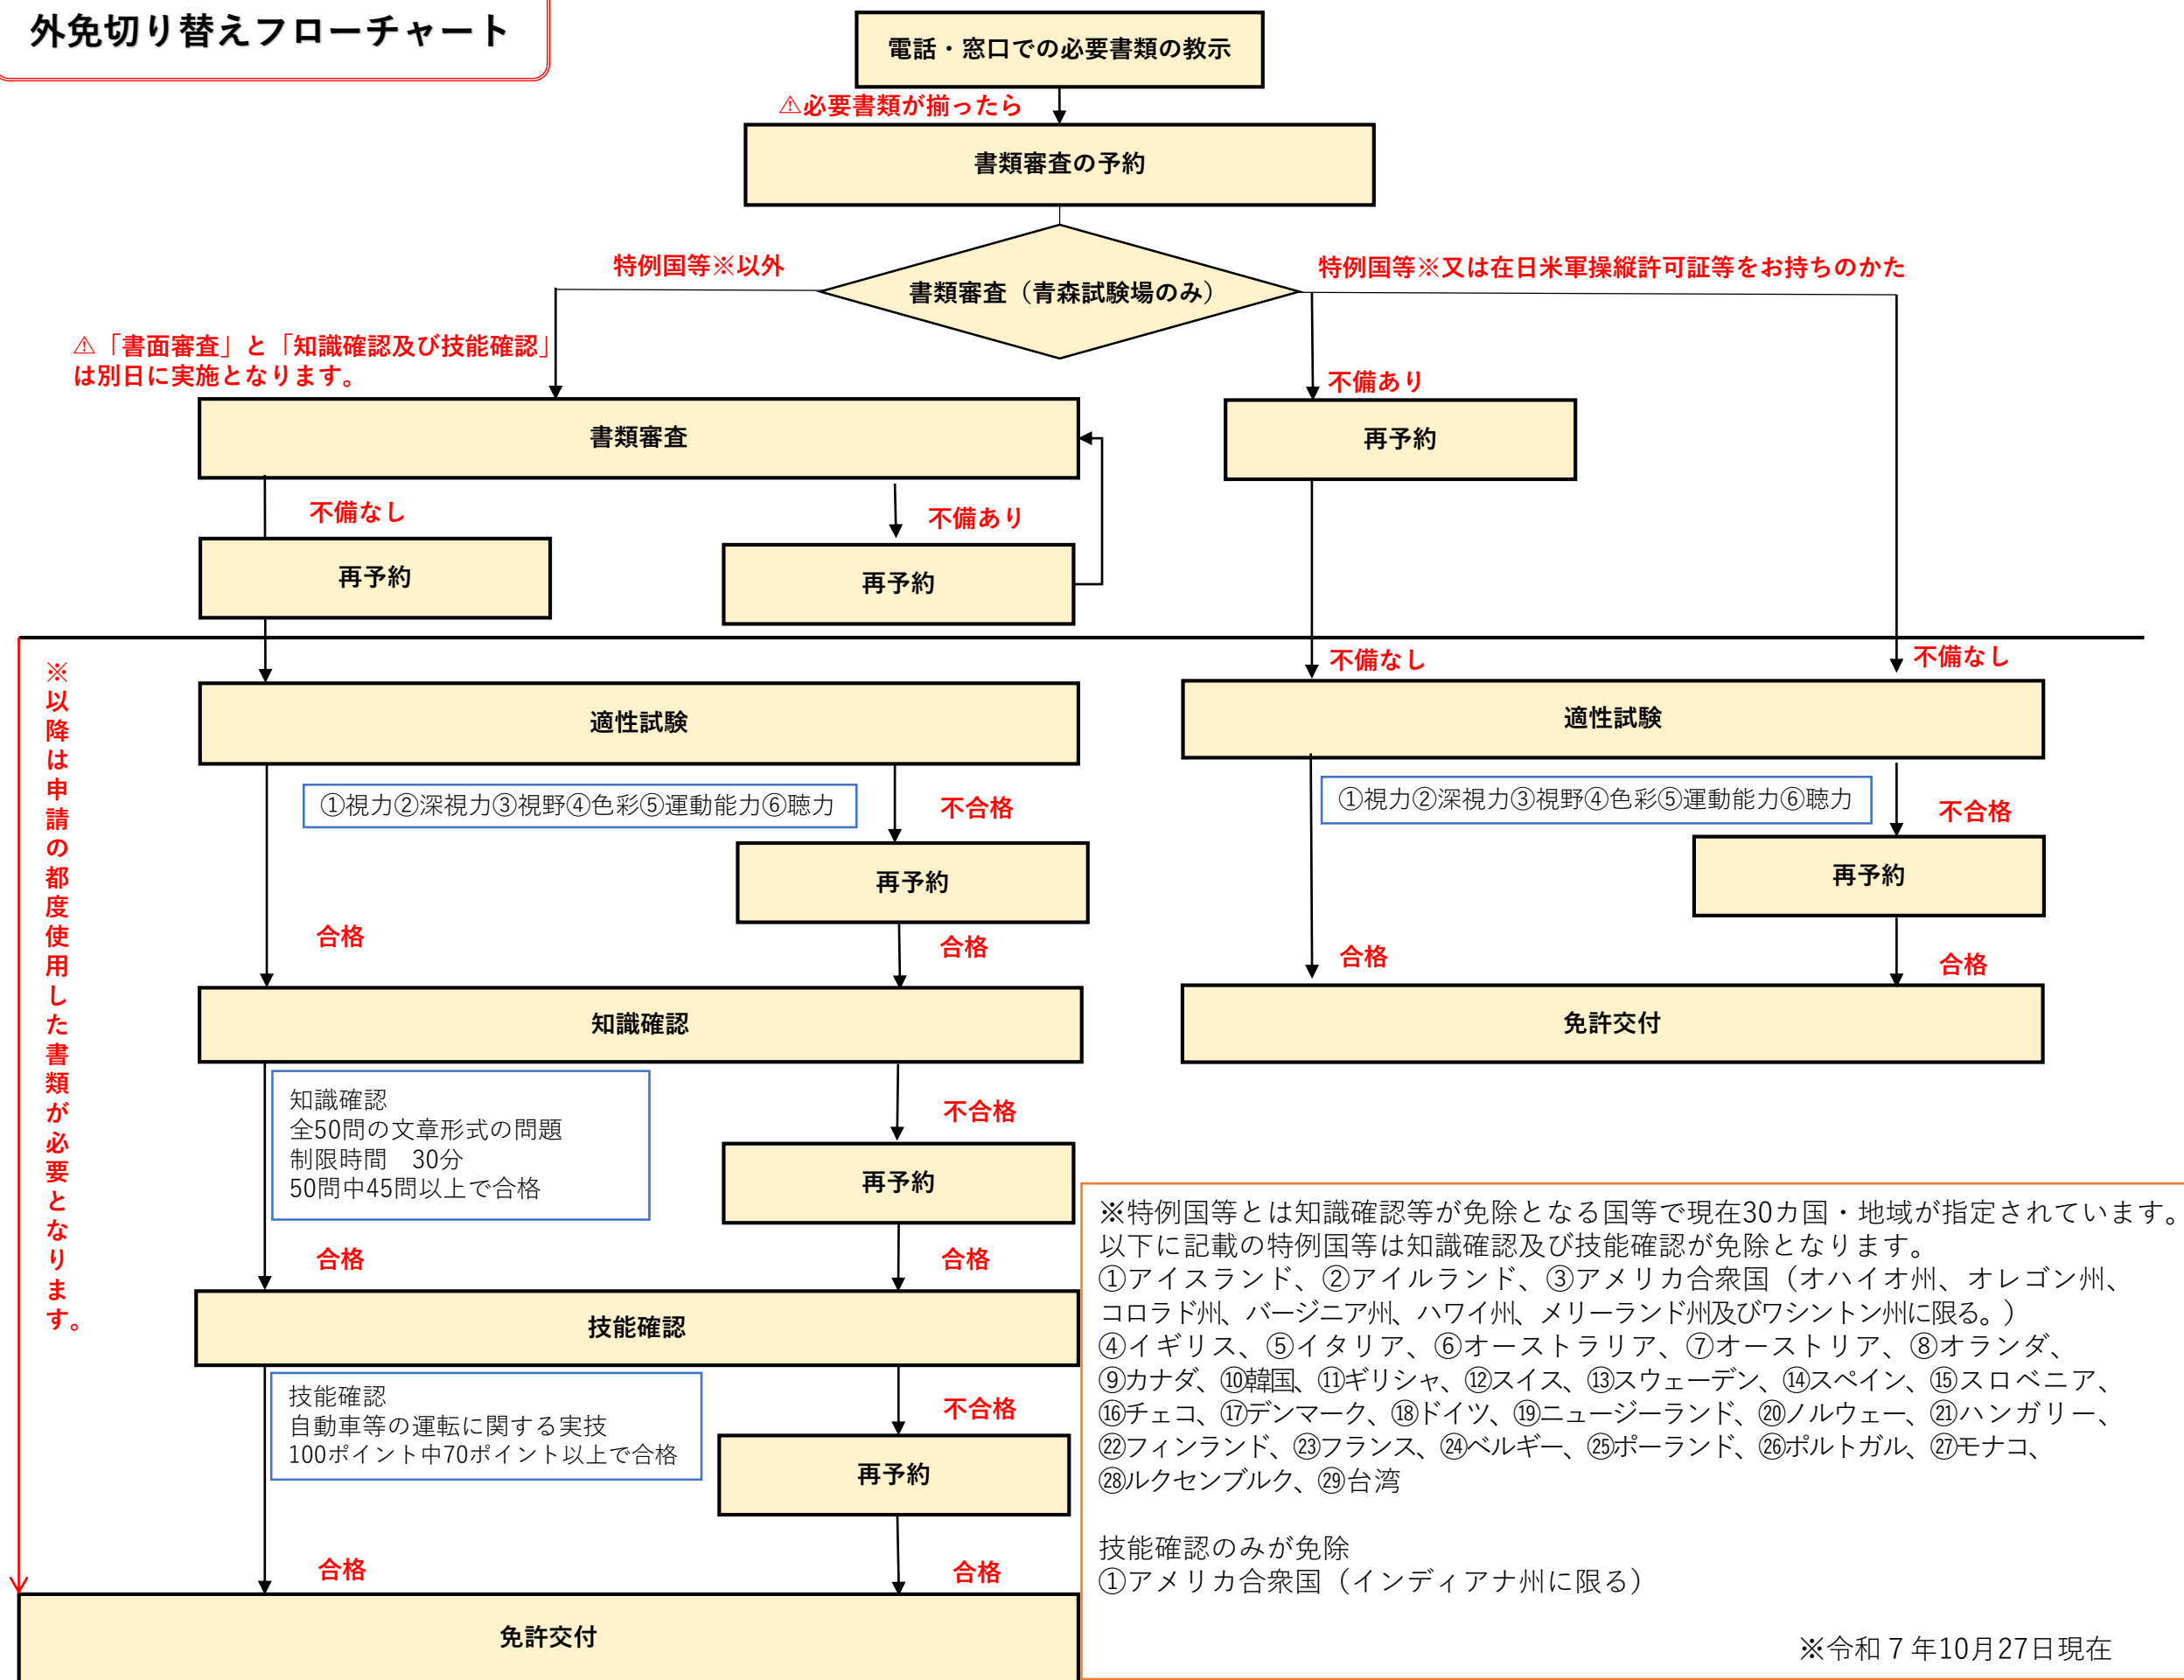 外免切り替えフローチャート
電話・窓口での必要書類の教示
⚠必要書類が揃ったら
書類審査の予約
特例国等※以外
特例国等※又は在日米軍操縦許可証等をお持ちのかた
書類審査（青森試験場のみ）
⚠「書面審査」と「知識確認及び技能確認」
は別日に実施となります。
不備あり
書類審査
再予約
不備なし
不備あり
再予約
再予約
※以降は申請の都度使用した書類が必要となります。
不備なし
不備なし
適性試験
適性試験
①視力②深視力③視野④色彩⑤運動能力⑥聴力
不合格
①視力②深視力③視野④色彩⑤運動能力⑥聴力
不合格
再予約
再予約
合格
合格
合格
合格
知識確認
免許交付
知識確認
全50問の文章形式の問題
制限時間　30分
50問中45問以上で合格
不合格
再予約
合格
合格
技能確認
技能確認
自動車等の運転に関する実技
100ポイント中70ポイント以上で合格
不合格
再予約
合格
合格
免許交付
※特例国等とは知識確認等が免除となる国等で現在30カ国・地域が指定されています。
以下に記載の特例国等は知識確認及び技能確認が免除となります。
①アイスランド、②アイルランド、③アメリカ合衆国（オハイオ州、オレゴン州、
コロラド州、バージニア州、ハワイ州、メリーランド州及びワシントン州に限る。）
④イギリス、⑤イタリア、⑥オーストラリア、⑦オーストリア、⑧オランダ、
⑨カナダ、⑩韓国、⑪ギリシャ、⑫スイス、⑬スウェーデン、⑭スペイン、⑮スロベニア、
⑯チェコ、⑰デンマーク、⑱ドイツ、⑲ニュージーランド、⑳ノルウェー、㉑ハンガリー、
㉒フィンランド、㉓フランス、㉔ベルギー、㉕ポーランド、㉖ポルトガル、㉗モナコ、
㉘ルクセンブルク、㉙台湾
技能確認のみが免除
①アメリカ合衆国（インディアナ州に限る）
※令和７年10月27日現在